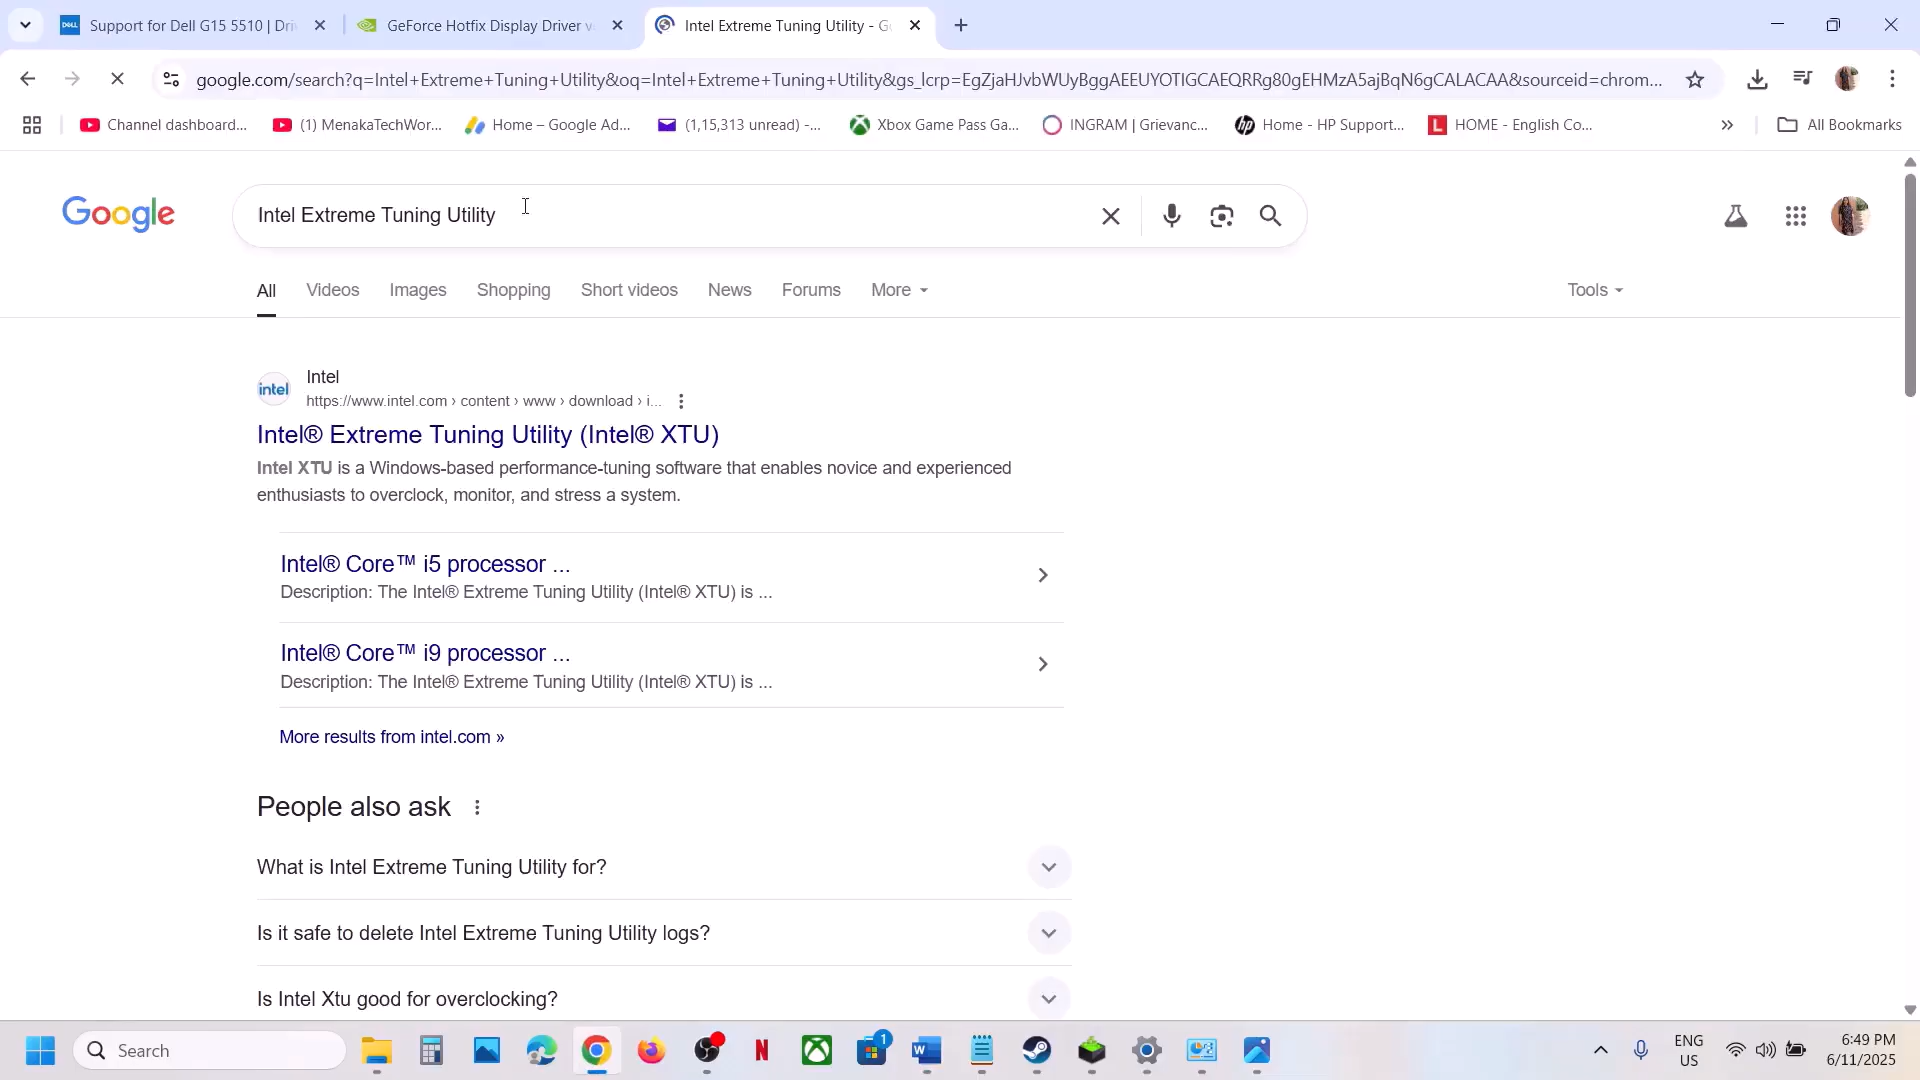 Support for Dell G15 5510 | Dri
GeForce Hotfix Display Driver v
Intel Extreme Tuning Utility - G
google.com/search?q=Intel+Extreme+Tuning+Utility&oq=Intel+Extreme+Tuning+Utility&gs_lcrp=EgZjaHJvbWUyBggAEEUYOTIGCAEQRRg80gEHMzA5ajBqN6gCALACAA&sourceid=chrom...
Channel dashboard...
(1) MenakaTechWor...
Home – Google Ad...
(1,15,313 unread) -...
Xbox Game Pass Ga...
INGRAM | Grievanc...
Home - HP Support...
HOME - English Co...
»
All Bookmarks
Google
Intel Extreme Tuning Utility
All
Videos
Images
Shopping
Short videos
News
Forums
More
Tools
intel
Intel
https://www.intel.com › content › www › download › i...
Intel® Extreme Tuning Utility (Intel® XTU)
Intel XTU is a Windows-based performance-tuning software that enables novice and experienced
enthusiasts to overclock, monitor, and stress a system.
Intel® Core™ i5 processor ...
Description: The Intel® Extreme Tuning Utility (Intel® XTU) is ...
Intel® Core™ i9 processor ...
Description: The Intel® Extreme Tuning Utility (Intel® XTU) is ...
More results from intel.com »
People also ask
What is Intel Extreme Tuning Utility for?
Is it safe to delete Intel Extreme Tuning Utility logs?
Is Intel Xtu good for overclocking?
Search
1
ENG
US
6:49 PM
6/11/2025